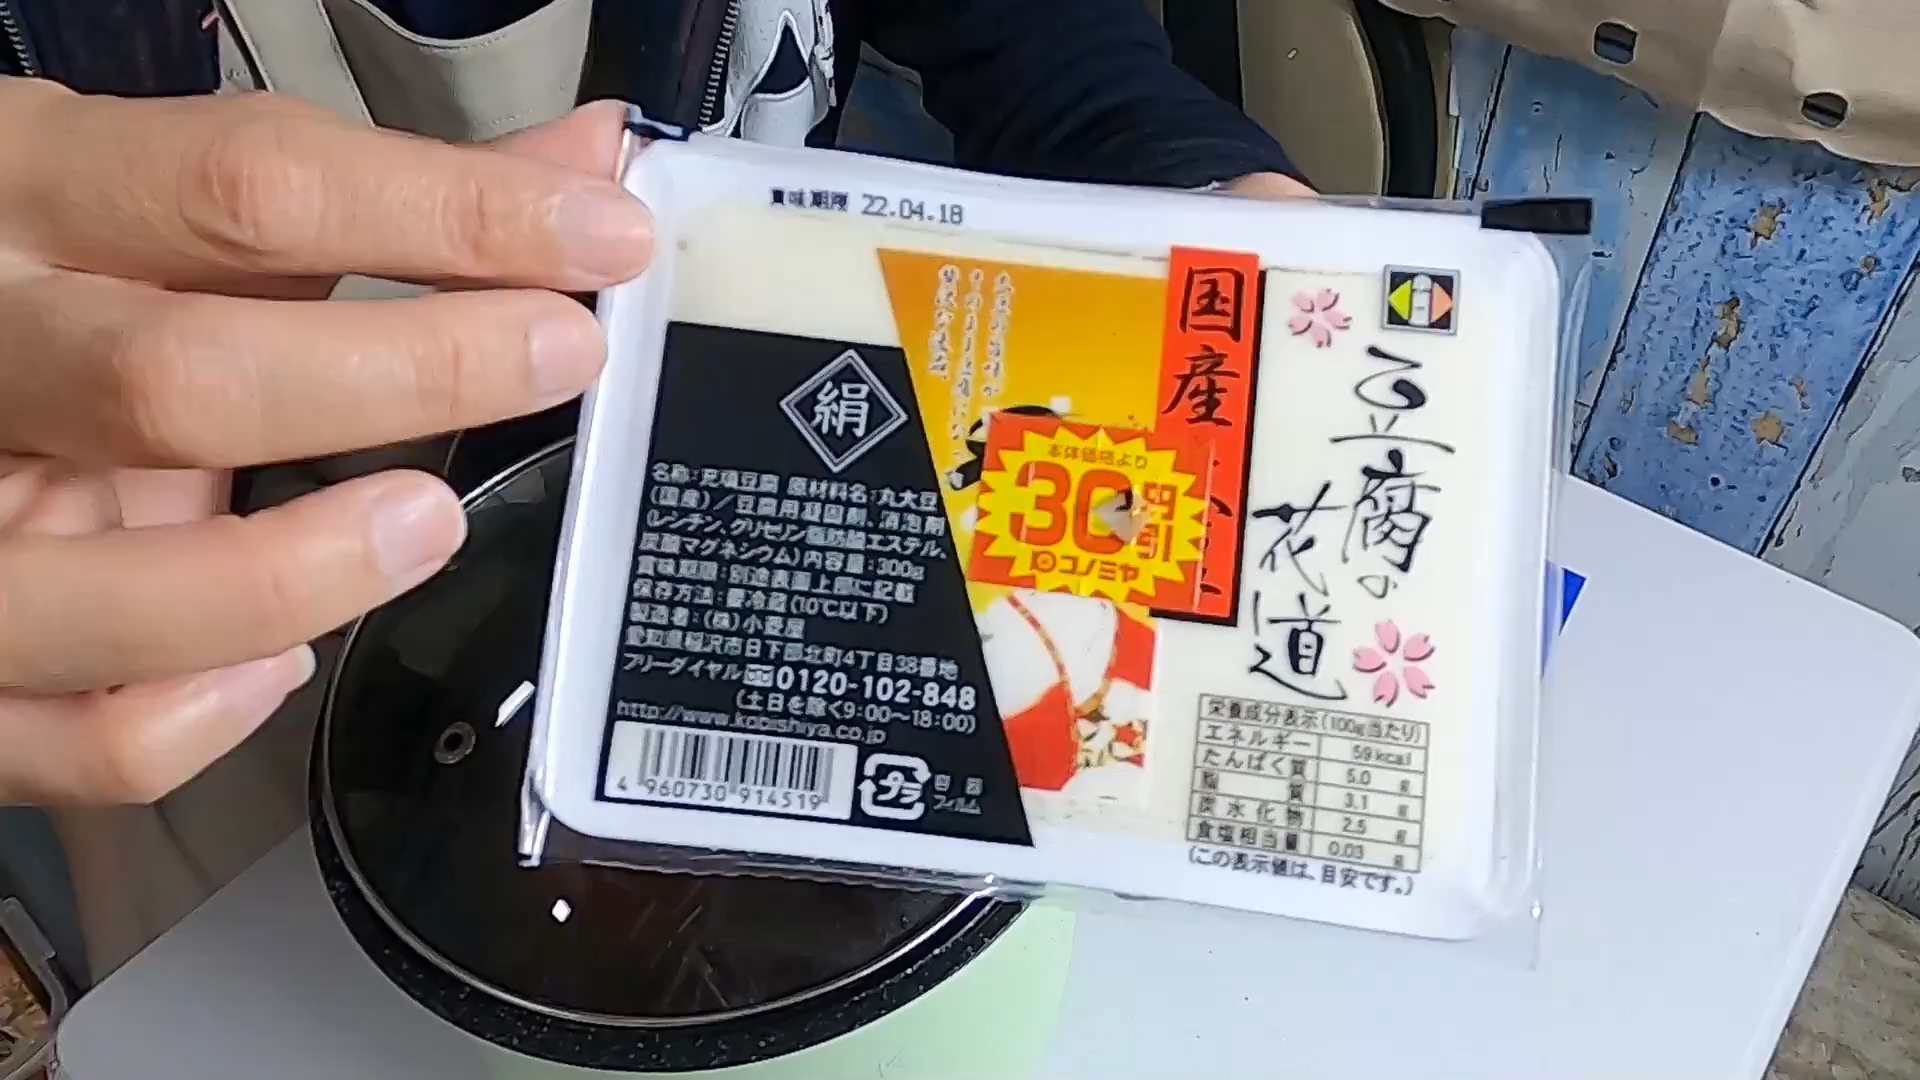 賞味期限 22.04.18
絹
名称:充填豆腐 原材料名:丸大豆
(国産)/豆腐用凝固剤、消泡剤
(レシチン、グリセリン脂肪酸エステル、
炭酸マグネシウム) 内容量:300g
賞味期限:別途表面上部に記載
保存方法:要冷蔵(10℃以下)
製造者:(株)小菱屋
愛知県稲沢市日下部北町4丁目38番地
フリーダイヤル 0120-102-848
(土日を除く9:00〜18:00)
http://www.kobishiya.co.jp
4 960730 914519
プラ
容器
フィルム
国産
本体価格より
30円引
コノミヤ
豆腐の
花道
栄養成分表示(100g当たり)
エネルギー 59kcal
たんぱく質 5.0 g
脂質 3.1 g
炭水化物 2.5 g
食塩相当量 0.03 g
(この表示値は、目安です。)